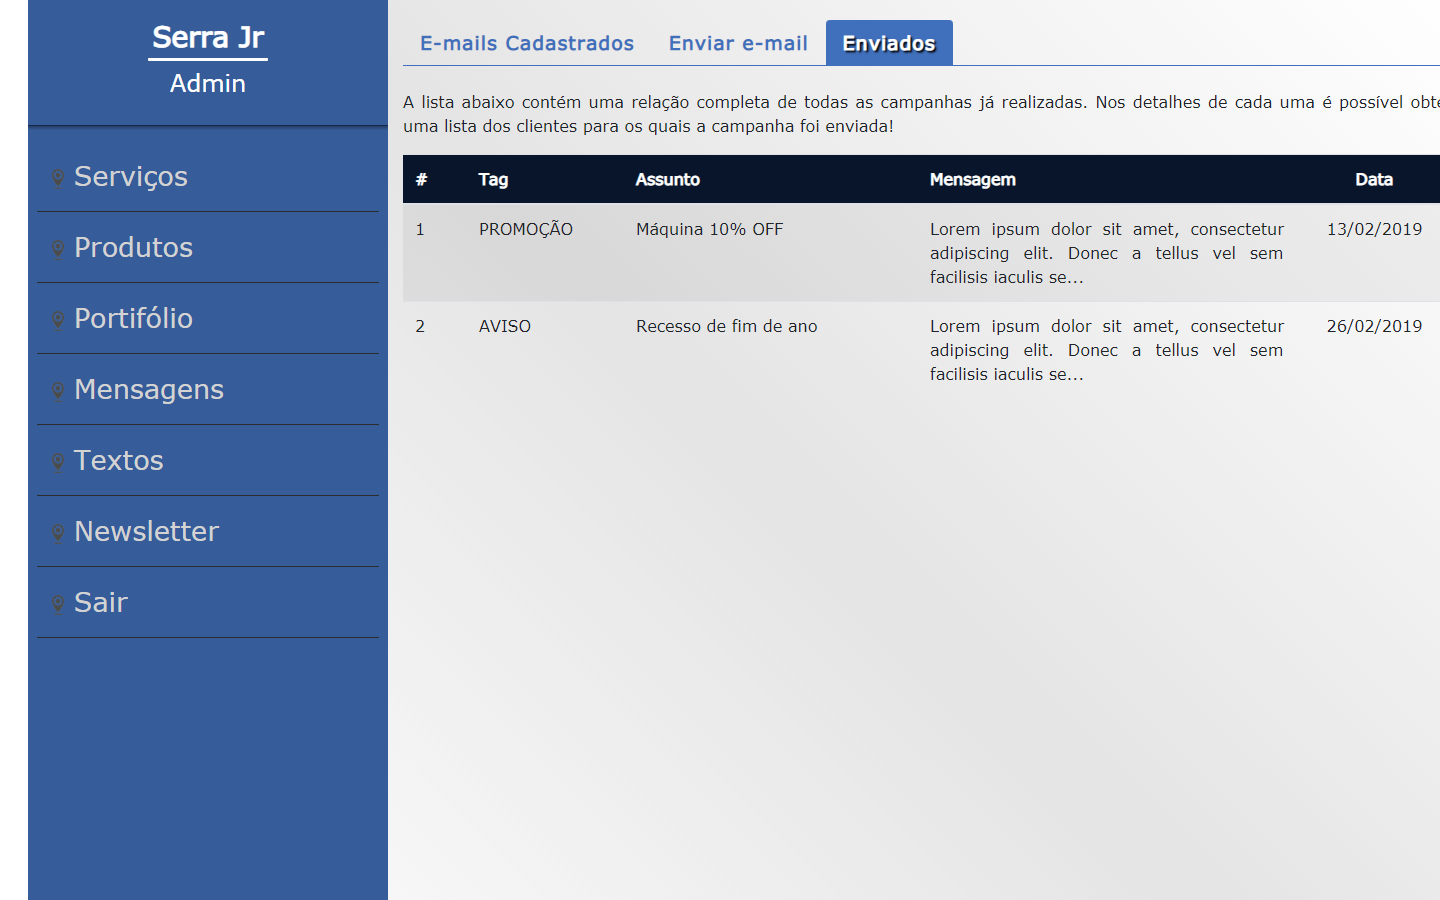 Serra Jr
Admin
Serviços
Produtos
Portifólio
Mensagens
Textos
Newsletter
Sair
E-mails Cadastrados Enviar e-mail Enviados
A lista abaixo contém uma relação completa de todas as campanhas já realizadas. Nos detalhes de cada uma é possível
uma lista dos clientes para os quais a campanha foi enviada!
# Tag Assunto Mensagem Data
1 PROMOÇÃO Máquina 10% OFF Lorem ipsum dolor sit amet, consectetur 13/02/2019
adipiscing elit. Donec a tellus vel sem
facilisis iaculis se...
2 AVISO Recesso de fim de ano Lorem ipsum dolor sit amet, consectetur 26/02/2019
adipiscing elit. Donec a tellus vel sem
facilisis iaculis se...